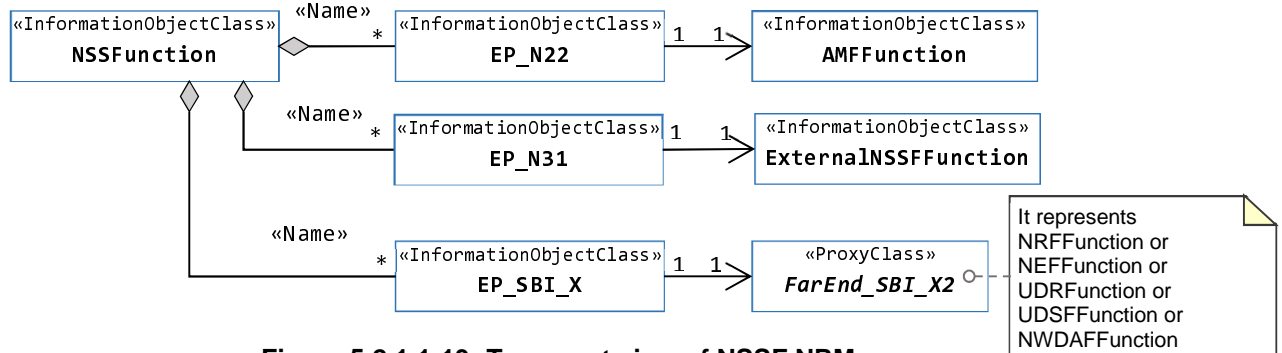 «InformationObjectClass»
NSSFunction
«Name»
*
«InformationObjectClass»
EP_N22
1 1
«InformationObjectClass»
AMFFunction
«Name»
*
«InformationObjectClass»
EP_N31
1 1
«InformationObjectClass»
ExternalNSSFFunction
«Name»
*
«InformationObjectClass»
EP_SBI_X
1 1
«ProxyClass»
FarEnd_SBI_X2
It represents
NRFFunction or
NEFFunction or
UDRFunction or
UDSFFunction or
NWDAFFunction